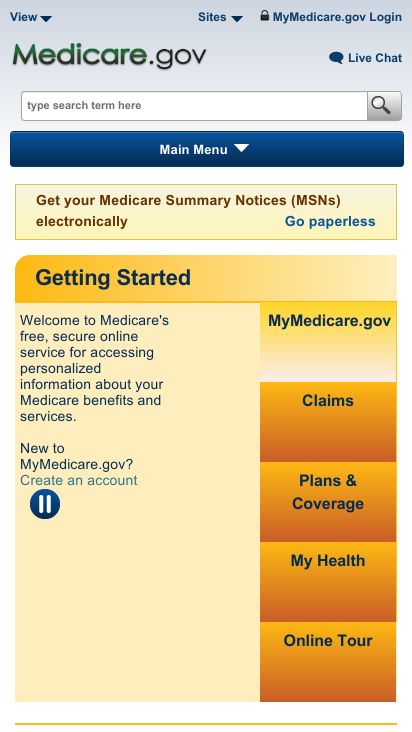 View Sites MyMedicare.gov Login
Medicare.gov Live Chat
type search term here
Main Menu
Get your Medicare Summary Notices (MSNs)
electronically Go paperless
Getting Started
Welcome to Medicare's
free, secure online
service for accessing
personalized
information about your
Medicare benefits and
services.
New to
MyMedicare.gov?
Create an account
MyMedicare.gov
Claims
Plans &
Coverage
My Health
Online Tour